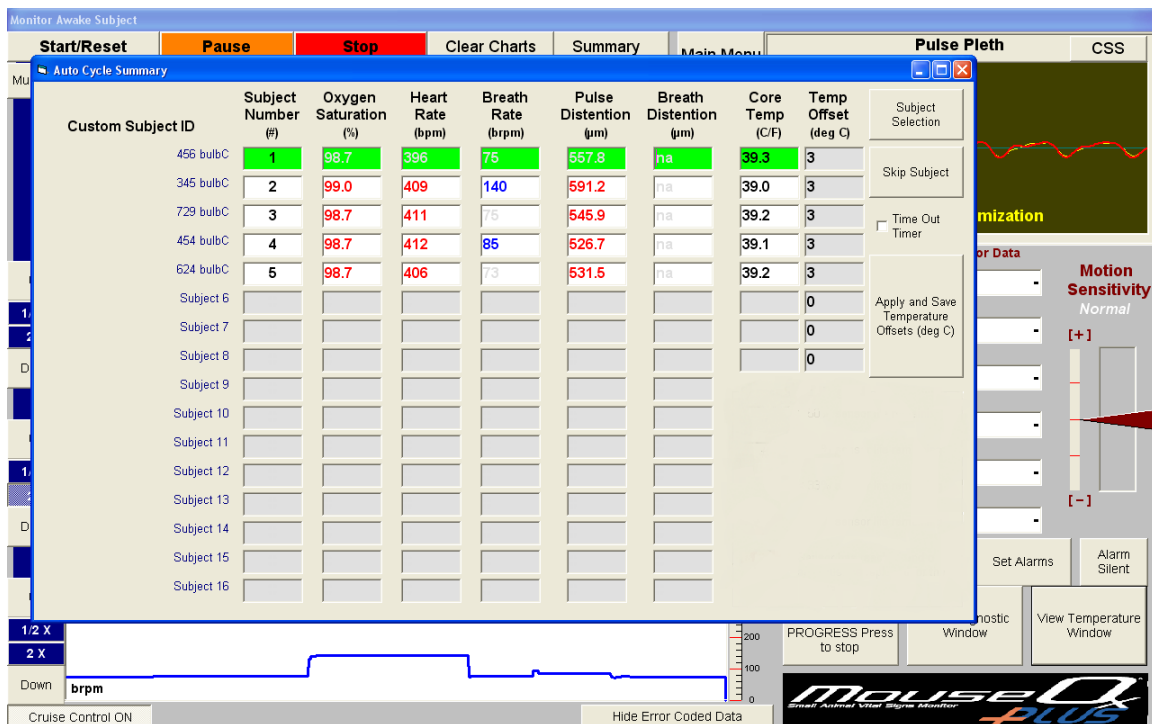 Monitor Awake Subject
Start/Reset Pause Stop Clear Charts Summary Main Menu Pulse Pleth CSS
Mu
Auto Cycle Summary
Custom Subject ID Subject Number (#) Oxygen Saturation (%) Heart Rate (bpm) Breath Rate (brpm) Pulse Distention (µm) Breath Distention (µm) Core Temp (C/F) Temp Offset (deg C) Subject Selection
456 bulbC 1 98.7 396 75 557.8 na 39.3 3
Skip Subject
345 bulbC 2 99.0 409 140 591.2 na 39.0 3
729 bulbC 3 98.7 411 75 545.9 na 39.2 3
Time Out Timer
mization
454 bulbC 4 98.7 412 85 526.7 na 39.1 3
or Data
624 bulbC 5 98.7 406 73 531.5 na 39.2 3
Motion Sensitivity
Normal
Subject 6 0
Apply and Save Temperature Offsets (deg C)
-
1/
Subject 7 0
-
[+]
2
Subject 8 0
D
-
Subject 9
-
Subject 10
-
Subject 11
Subject 12
1/
-
Subject 13
[-]
Subject 14
D
-
Subject 15
Set Alarms
Alarm Silent
Subject 16
1/2 X
2 X
Down
brpm
200
100
0
PROGRESS Press to stop
nostic Window
View Temperature Window
Cruise Control ON
Hide Error Coded Data
MouseOx
Small Animal Vital Signs Monitor
PLUS